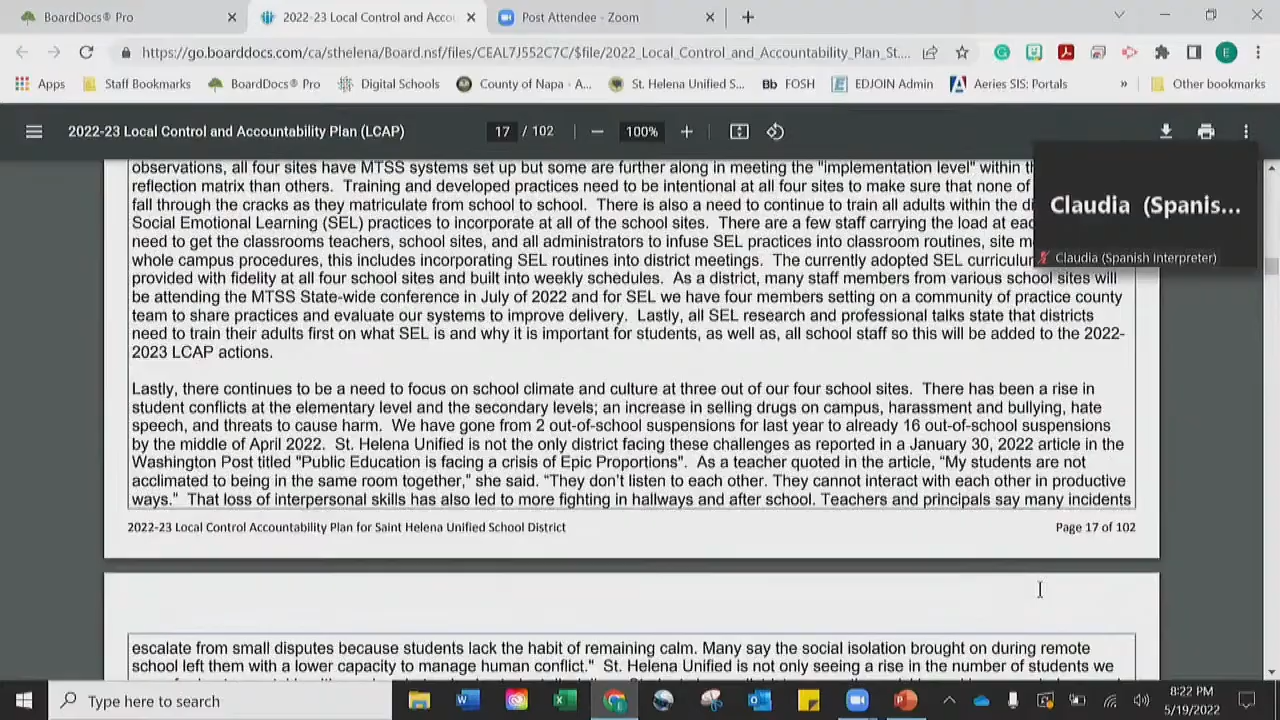 BoardDocs® Pro
2022-23 Local Control and Accou
Post Attendee - Zoom
https://go.boarddocs.com/ca/sthelena/Board.nsf/files/CEAL7J552C7C/$file/2022_Local_Control_and_Accountability_Plan_St....
Apps
Staff Bookmarks
BoardDocs® Pro
Digital Schools
County of Napa - A...
St. Helena Unified S...
Bb FOSH
EDJOIN Admin
Aeries SIS: Portals
»
Other bookmarks
2022-23 Local Control and Accountability Plan (LCAP)
17 / 102
100%
observations, all four sites have MTSS systems set up but some are further along in meeting the "implementation level" within
reflection matrix than others. Training and developed practices need to be intentional at all four sites to make sure that none of
fall through the cracks as they matriculate from school to school. There is also a need to continue to train all adults within the
Social Emotional Learning (SEL) practices to incorporate at all of the school sites. There are a few staff carrying the load at
need to get the classrooms teachers, school sites, and all administrators to infuse SEL practices into classroom routines, site
whole campus procedures, this includes incorporating SEL routines into district meetings. The currently adopted SEL
provided with fidelity at all four school sites and built into weekly schedules. As a district, many staff members from various school sites will
be attending the MTSS State-wide conference in July of 2022 and for SEL we have four members setting on a community of practice county
team to share practices and evaluate our systems to improve delivery. Lastly, all SEL research and professional talks state that districts
need to train their adults first on what SEL is and why it is important for students, as well as, all school staff so this will be added to the 2022-
2023 LCAP actions.
Claudia (Spanis...
Claudia (Spanish Interpreter)
Lastly, there continues to be a need to focus on school climate and culture at three out of our four school sites. There has been a rise in
student conflicts at the elementary level and the secondary levels; an increase in selling drugs on campus, harassment and bullying, hate
speech, and threats to cause harm. We have gone from 2 out-of-school suspensions for last year to already 16 out-of-school suspensions
by the middle of April 2022. St. Helena Unified is not the only district facing these challenges as reported in a January 30, 2022 article in the
Washington Post titled "Public Education is facing a crisis of Epic Proportions". As a teacher quoted in the article, “My students are not
acclimated to being in the same room together,” she said. “They don't listen to each other. They cannot interact with each other in productive
ways." That loss of interpersonal skills has also led to more fighting in hallways and after school. Teachers and principals say many incidents
2022-23 Local Control Accountability Plan for Saint Helena Unified School District
Page 17 of 102
escalate from small disputes because students lack the habit of remaining calm. Many say the social isolation brought on during remote
school left them with a lower capacity to manage human conflict." St. Helena Unified is not only seeing a rise in the number of students we
Type here to search
8:22 PM
5/19/2022